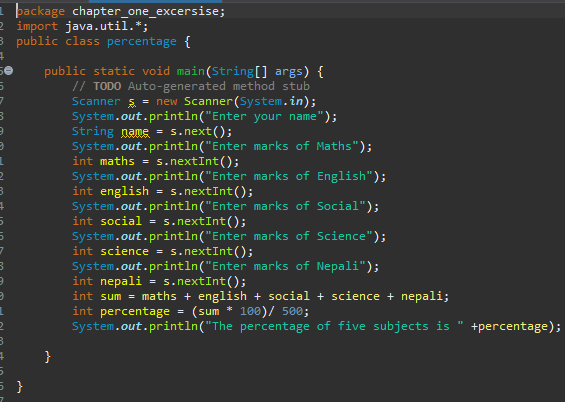 package chapter_one_excersise;
import java.util.*;
public class percentage {
public static void main(String[] args) {
// TODO Auto-generated method stub
Scanner s = new Scanner(System.in);
System.out.println("Enter your name");
String name = s.next();
System.out.println("Enter marks of Maths");
int maths = s.nextInt();
System.out.println("Enter marks of English");
int english = s.nextInt();
System.out.println("Enter marks of Social");
int social = s.nextInt();
System.out.println("Enter marks of Science");
int science = s.nextInt();
System.out.println("Enter marks of Nepali");
int nepali = s.nextInt();
int sum = maths + english + social + science + nepali;
int percentage = (sum * 100)/ 500;
System.out.println("The percentage of five subjects is " +percentage);
}
}